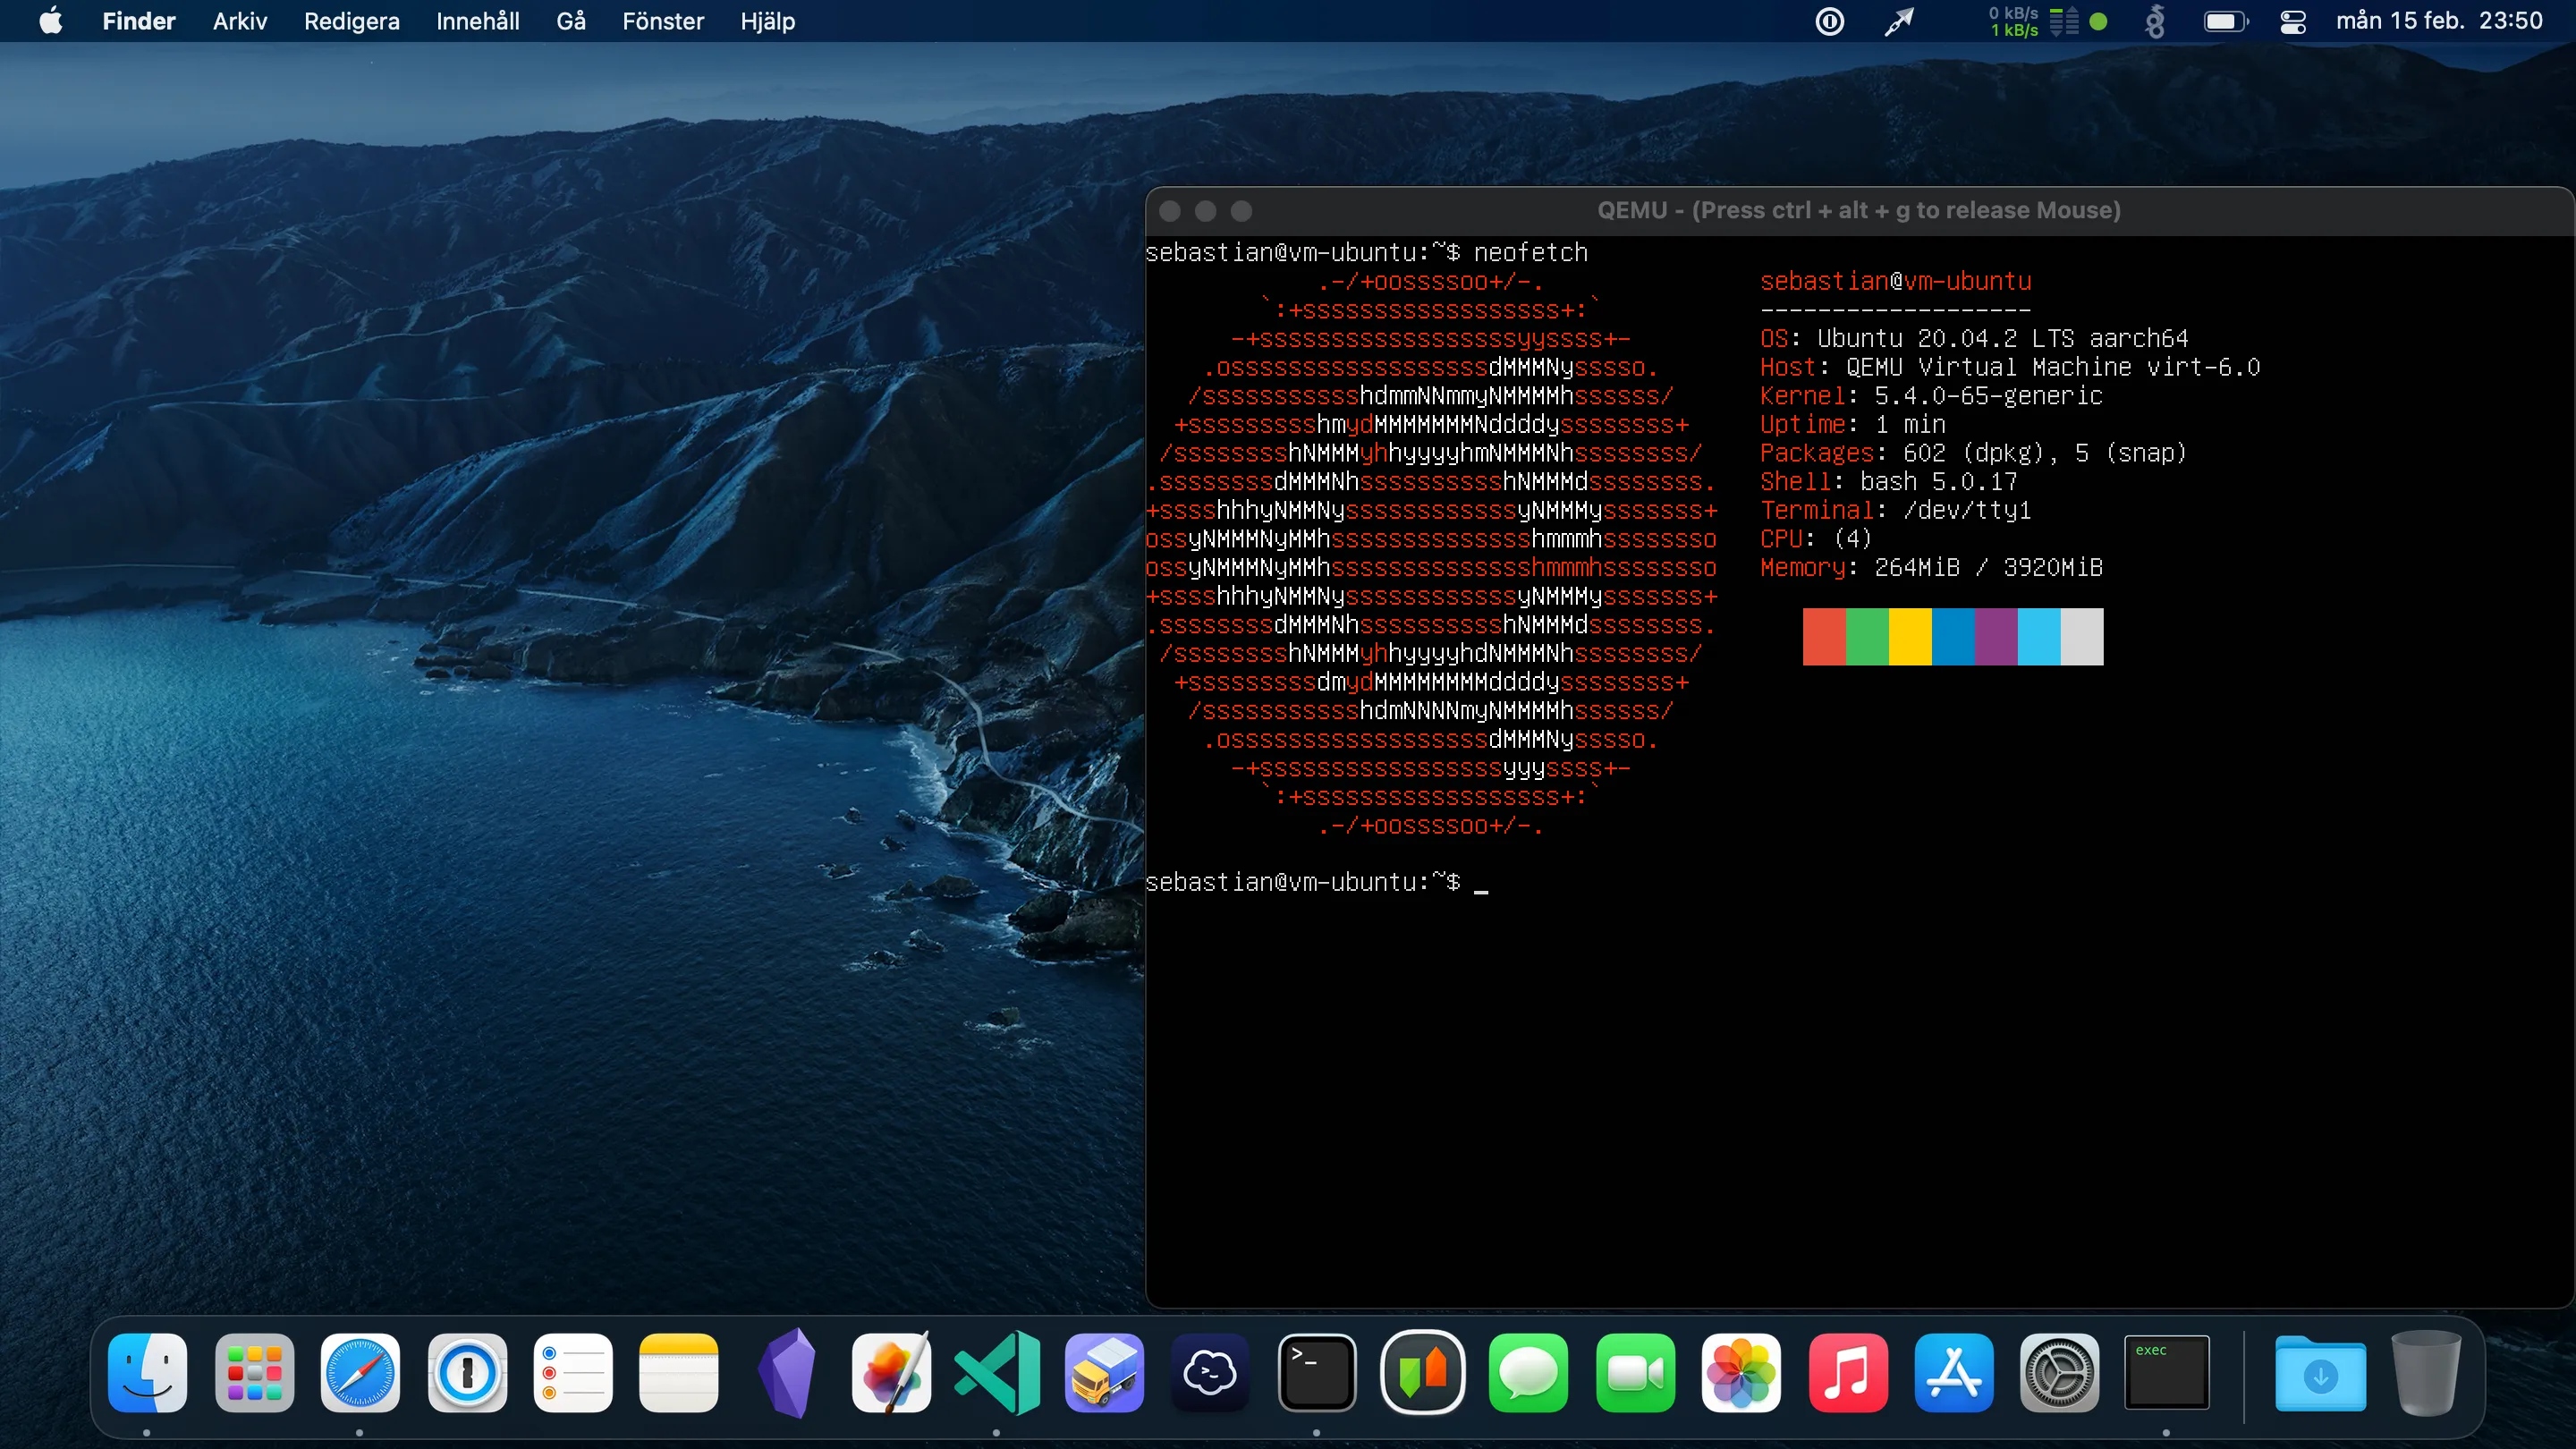 Finder Arkiv Redigera Innehåll Gå Fönster Hjälp 0 kB/s mån 15 feb. 23:50
1 kB/s
QEMU - (Press ctrl + alt + g to release Mouse)
sebastian@vm-ubuntu:~$ neofetch
.-/+oossssoo+/-. sebastian@vm-ubuntu
`:+ssssssssssssssssss+:` -------------------
-+ssssssssssssssssssyyssss+- OS: Ubuntu 20.04.2 LTS aarch64
.ossssssssssssssssssdMMMNysssso. Host: QEMU Virtual Machine virt-6.0
/ssssssssssshdmmNNmmyNMMMMhssssss/ Kernel: 5.4.0-65-generic
+ssssssssshmydMMMMMMMNddddyssssssss+ Uptime: 1 min
/sssssssshNMMMyhhyyyyhmNMMMNhssssssss/ Packages: 602 (dpkg), 5 (snap)
.ssssssssdMMMNhsssssssssshNMMMdssssssss. Shell: bash 5.0.17
+sssshhhyNMMNyssssssssssssyNMMMysssssss+ Terminal: /dev/tty1
ossyNMMMNyMMhsssssssssssssshmmmhssssssso CPU: (4)
ossyNMMMNyMMhsssssssssssssshmmmhssssssso Memory: 264MiB / 3920MiB
+sssshhhyNMMNyssssssssssssyNMMMysssssss+
.ssssssssdMMMNhsssssssssshNMMMdssssssss.
/sssssssshNMMMyhhyyyyhdNMMMNhssssssss/
+sssssssssdmydMMMMMMMMddddyssssssss+
/ssssssssssshdmNNNNmyNMMMMhssssss/
.ossssssssssssssssssdMMMNysssso.
-+sssssssssssssssssyyyssss+-
`:+ssssssssssssssssss+:`
.-/+oossssoo+/-.
sebastian@vm-ubuntu:~$ _
>_
exec